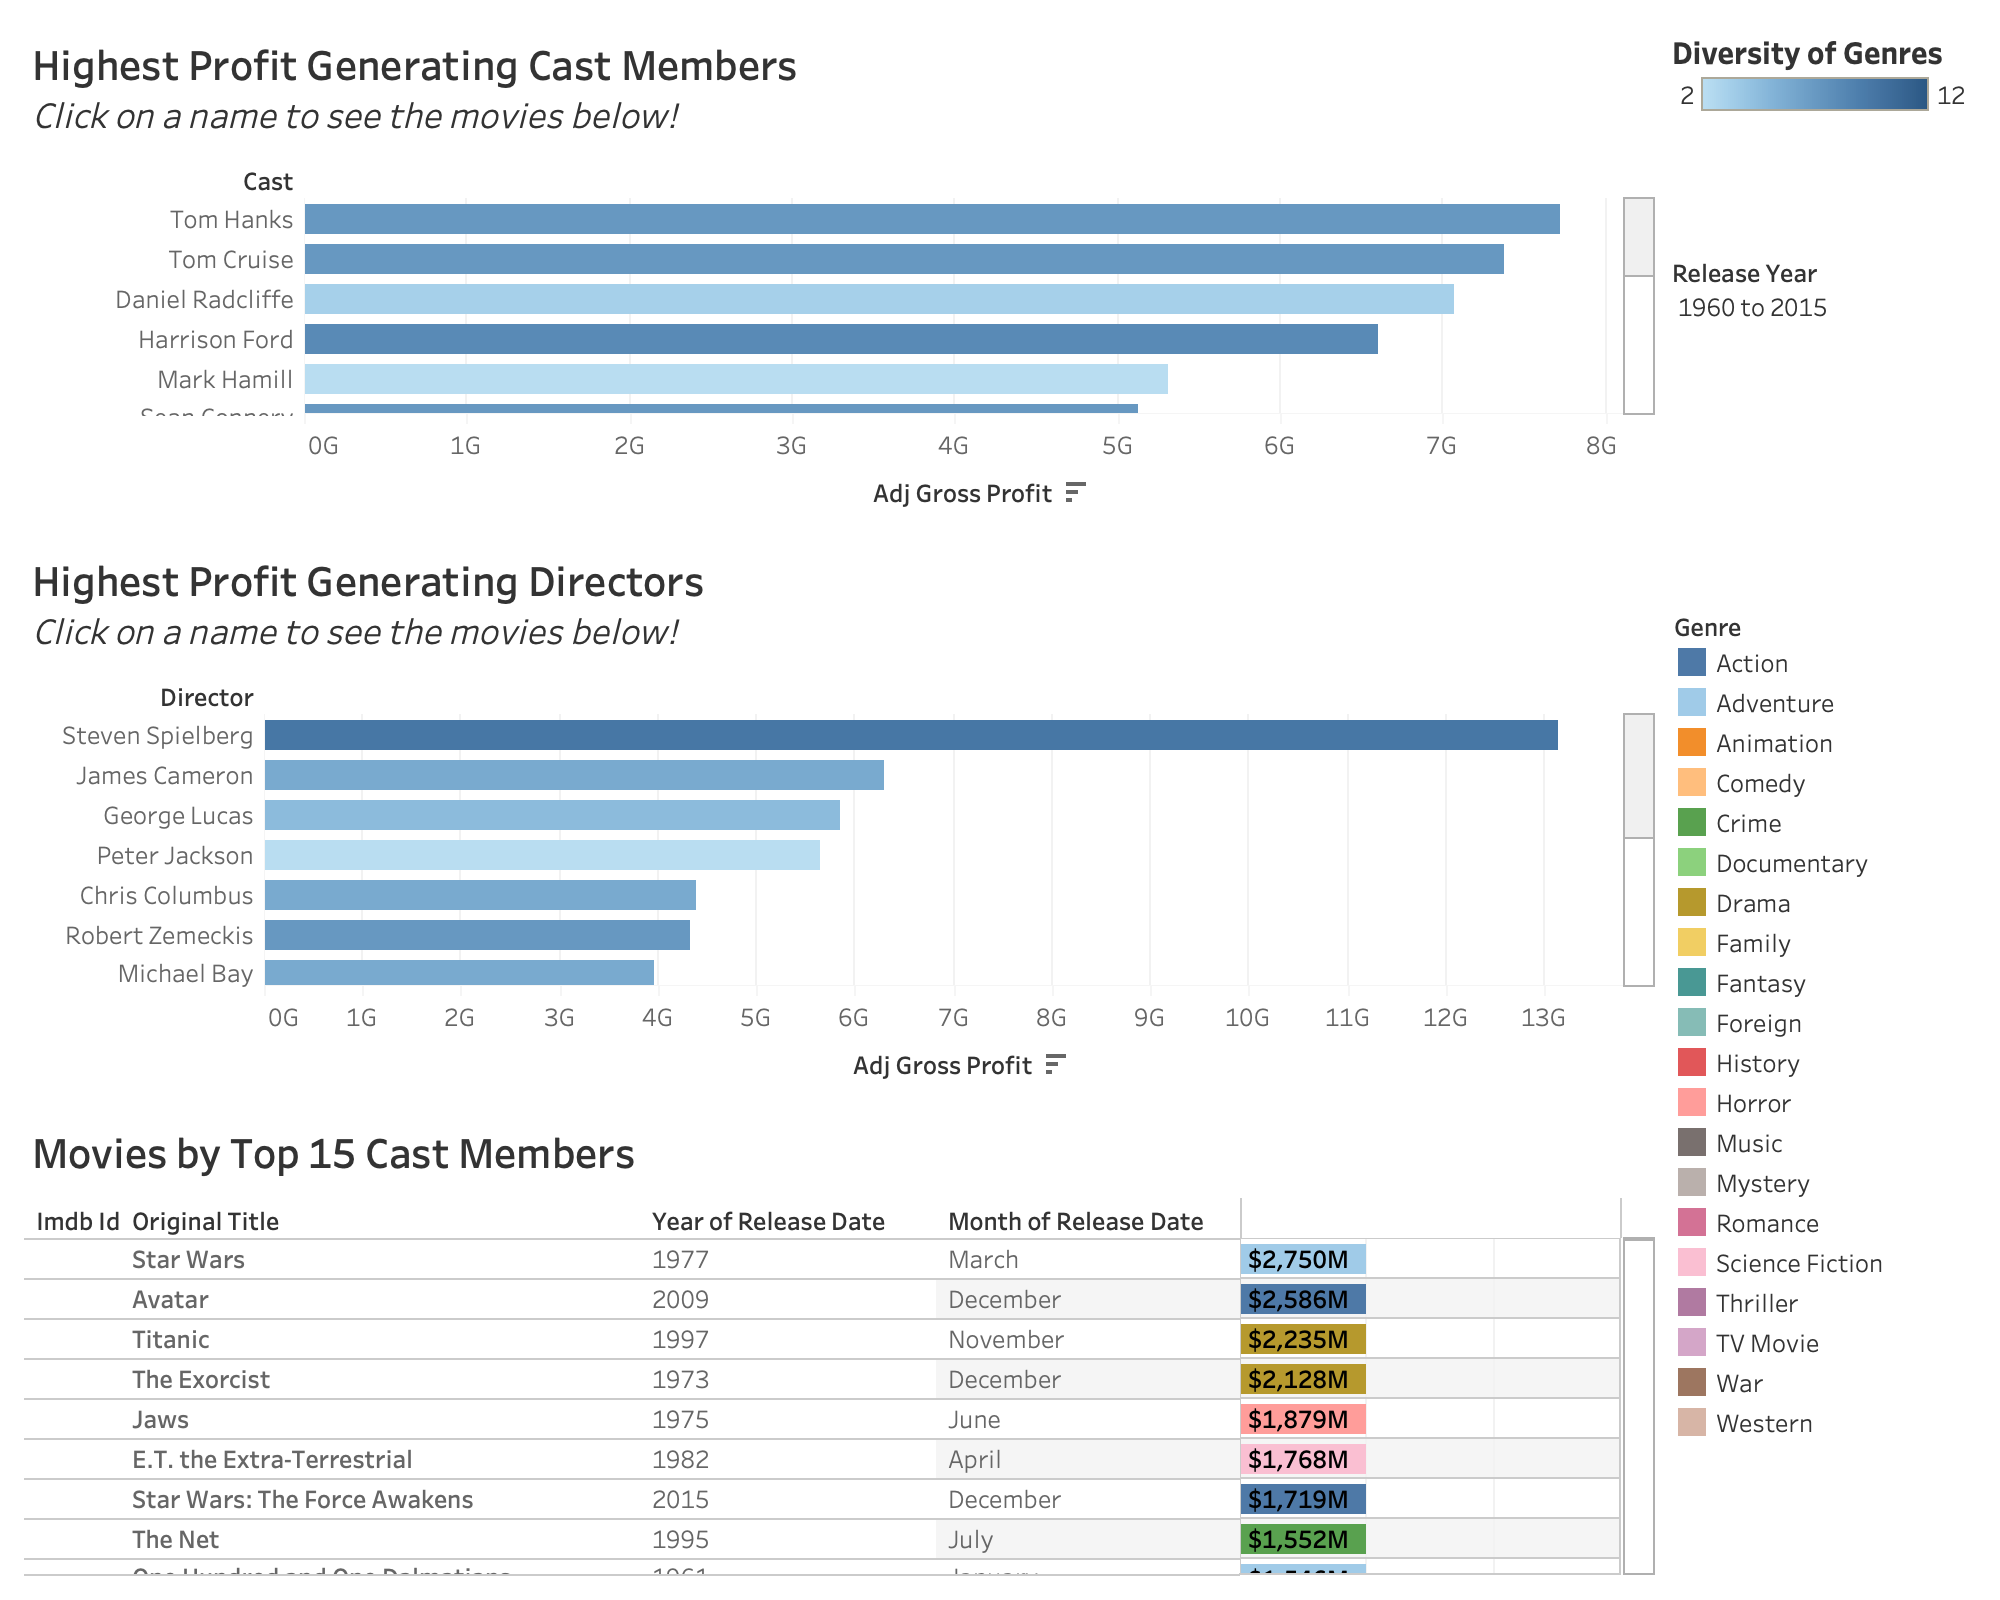 Highest Profit Generating Cast Members
Click on a name to see the movies below!
Diversity of Genres
2 12
Cast
Tom Hanks
Tom Cruise
Daniel Radcliffe
Harrison Ford
Mark Hamill
Sean Connery
0G 1G 2G 3G 4G 5G 6G 7G 8G
Adj Gross Profit
Release Year
1960 to 2015
Highest Profit Generating Directors
Click on a name to see the movies below!
Director
Steven Spielberg
James Cameron
George Lucas
Peter Jackson
Chris Columbus
Robert Zemeckis
Michael Bay
0G 1G 2G 3G 4G 5G 6G 7G 8G 9G 10G 11G 12G 13G
Adj Gross Profit
Genre
Action
Adventure
Animation
Comedy
Crime
Documentary
Drama
Family
Fantasy
Foreign
History
Horror
Music
Mystery
Romance
Science Fiction
Thriller
TV Movie
War
Western
Movies by Top 15 Cast Members
Imdb Id Original Title Year of Release Date Month of Release Date
Star Wars 1977 March $2,750M
Avatar 2009 December $2,586M
Titanic 1997 November $2,235M
The Exorcist 1973 December $2,128M
Jaws 1975 June $1,879M
E.T. the Extra-Terrestrial 1982 April $1,768M
Star Wars: The Force Awakens 2015 December $1,719M
The Net 1995 July $1,552M
One Hundred and One Dalmatians 1961 January